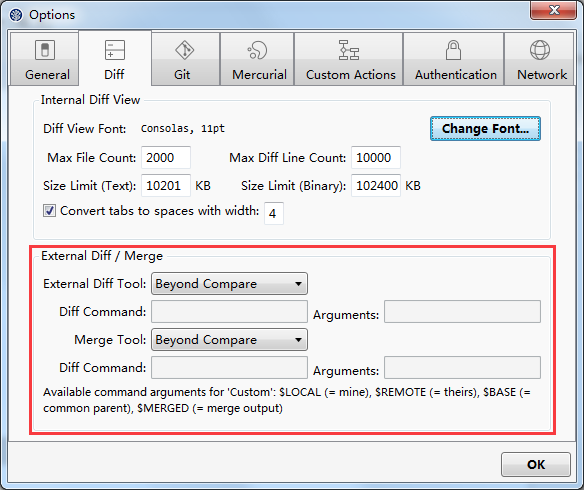 Options
General Diff Git Mercurial Custom Actions Authentication Network
Internal Diff View
Diff View Font: Consolas, 11pt Change Font...
Max File Count: 2000 Max Diff Line Count: 10000
Size Limit (Text): 10201 KB Size Limit (Binary): 102400 KB
Convert tabs to spaces with width: 4
External Diff / Merge
External Diff Tool: Beyond Compare
Diff Command: Arguments:
Merge Tool: Beyond Compare
Diff Command: Arguments:
Available command arguments for 'Custom': $LOCAL (= mine), $REMOTE (= theirs), $BASE (=
common parent), $MERGED (= merge output)
OK